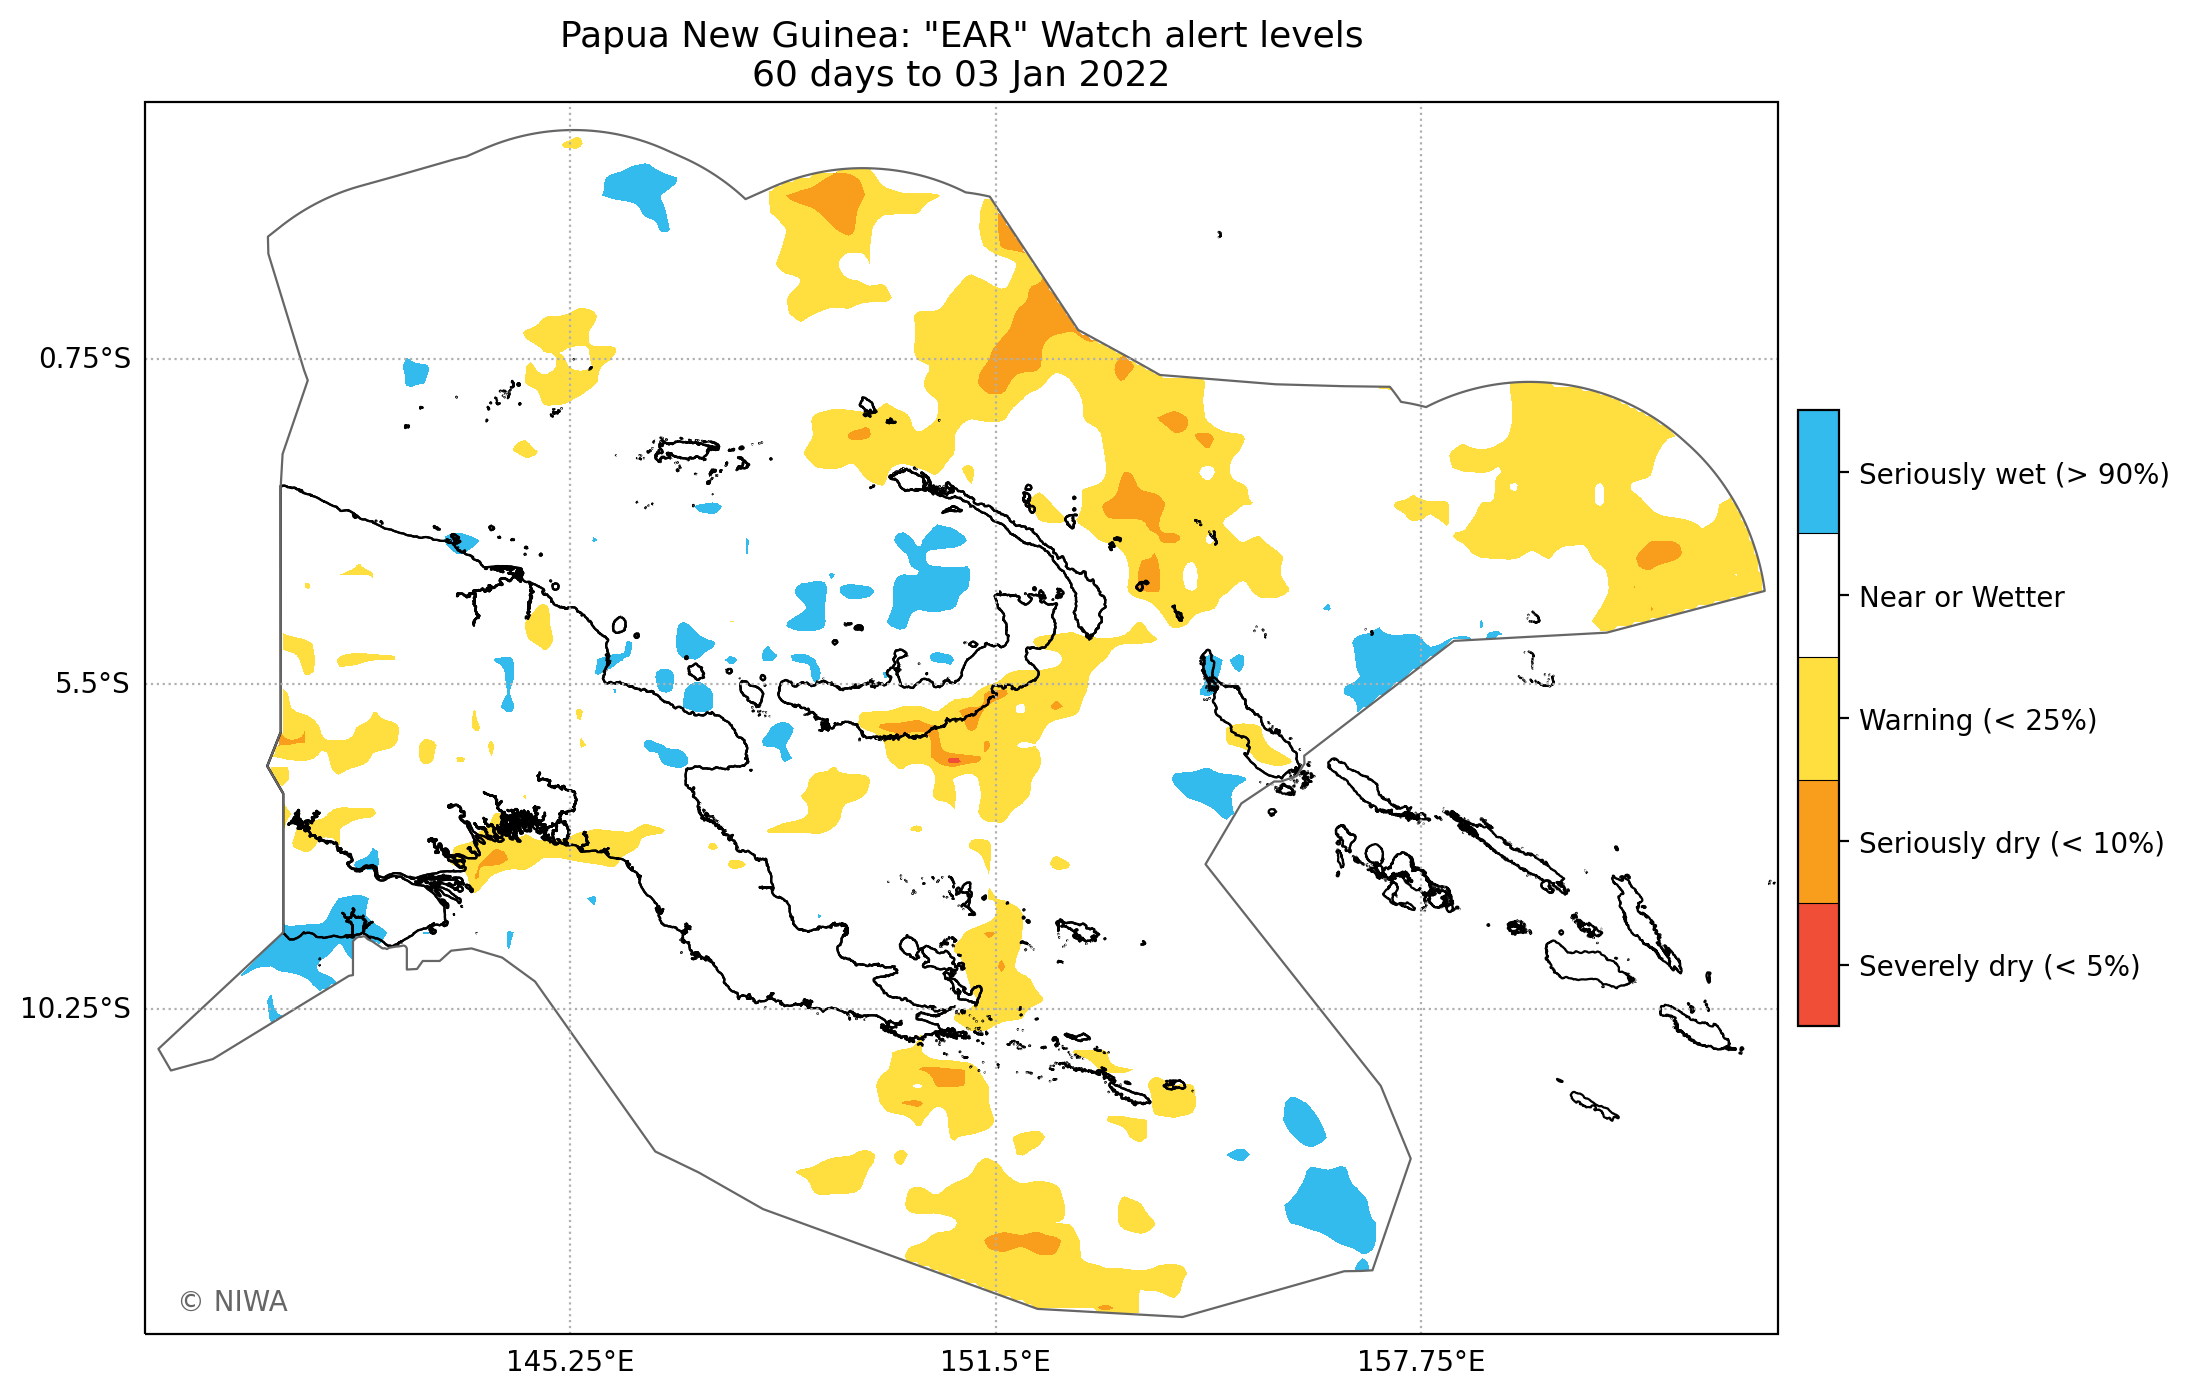 Papua New Guinea: "EAR" Watch alert levels
60 days to 03 Jan 2022
0.75°S
5.5°S
10.25°S
145.25°E
151.5°E
157.75°E
Seriously wet (> 90%)
Near or Wetter
Warning (< 25%)
Seriously dry (< 10%)
Severely dry (< 5%)
© NIWA